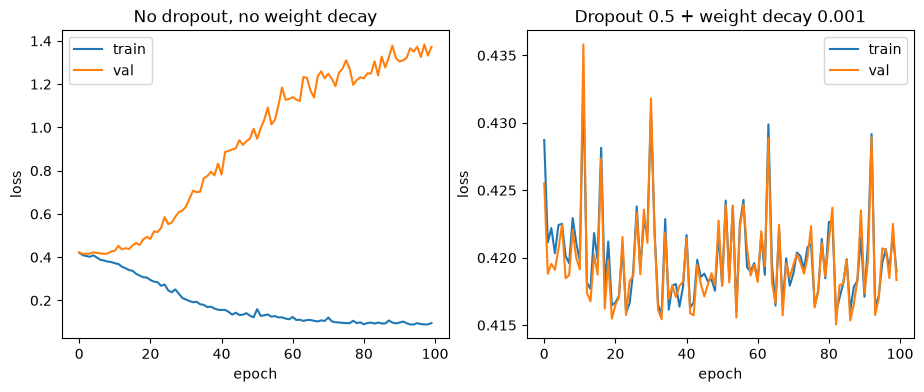 No dropout, no weight decay
train
val
1.4
1.2
1.0
0.8
0.6
0.4
0.2
loss
0
20
40
60
80
100
epoch
Dropout 0.5 + weight decay 0.001
train
val
0.435
0.430
0.425
0.420
0.415
loss
0
20
40
60
80
100
epoch